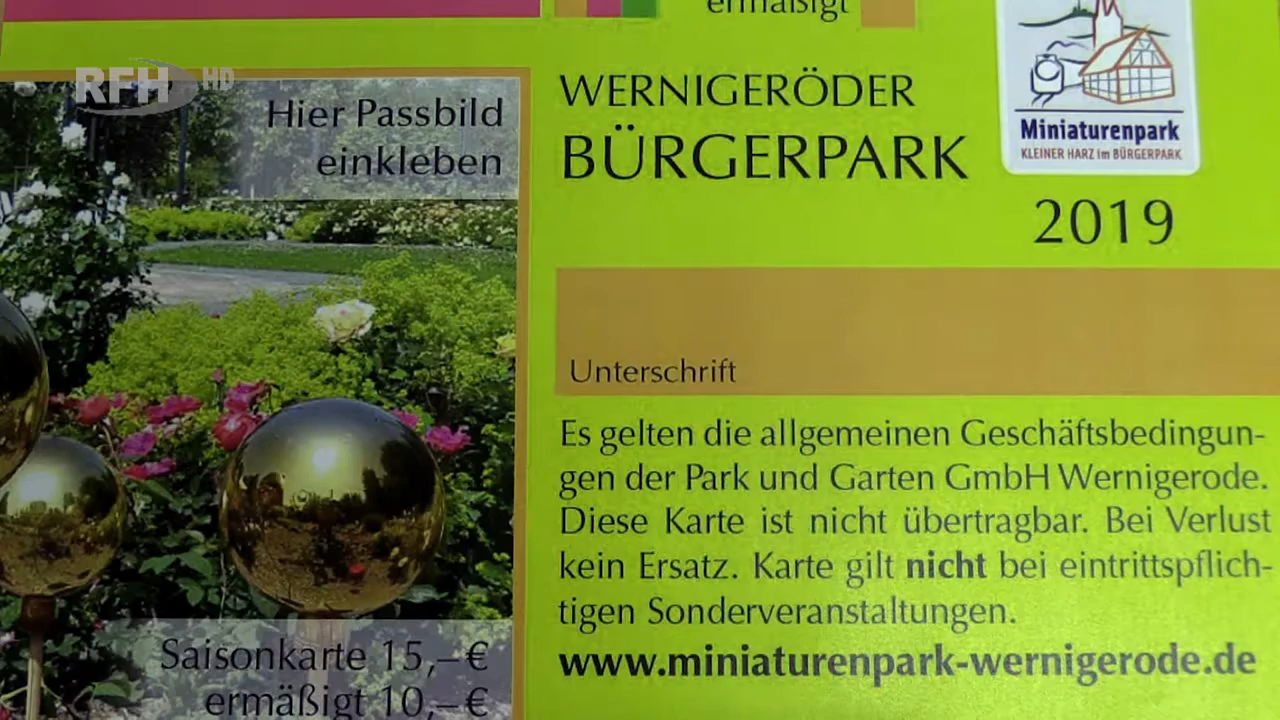 ermäßigt
RFH HD
Hier Passbild
einkleben
WERNIGERÖDER
BÜRGERPARK
Miniaturenpark
KLEINER HARZ im BÜRGERPARK
2019
Unterschrift
Es gelten die allgemeinen Geschäftsbedingun-
gen der Park und Garten GmbH Wernigerode.
Diese Karte ist nicht übertragbar. Bei Verlust
kein Ersatz. Karte gilt nicht bei eintrittspflich-
tigen Sonderveranstaltungen.
www.miniaturenpark-wernigerode.de
Saisonkarte 15,–€
ermäßigt 10,–€